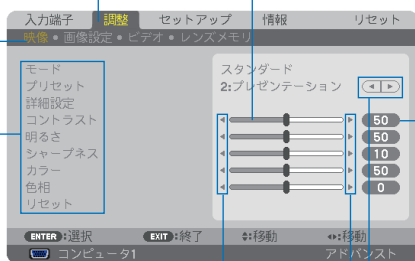 入力端子 調整 セットアップ 情報 リセット
映像 • 画像設定 • ビデオ • レンズメモリ
モード スタンダード
プリセット 2:プレゼンテーション
詳細設定
コントラスト 50
明るさ 50
シャープネス 10
カラー 50
色相 0
リセット
ENTER :選択 EXIT :終了 :移動 :移動
コンピュータ1 アドバンスト